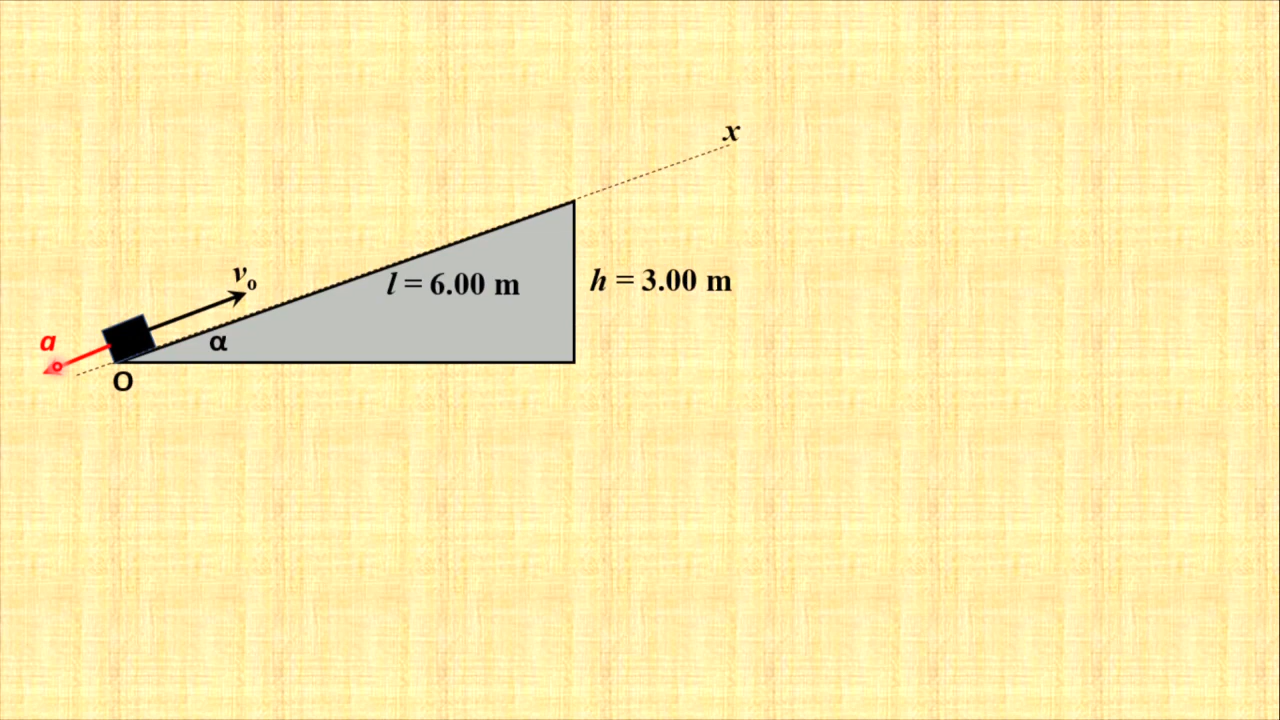 x
v₀
l = 6.00 m
h = 3.00 m
a
α
O